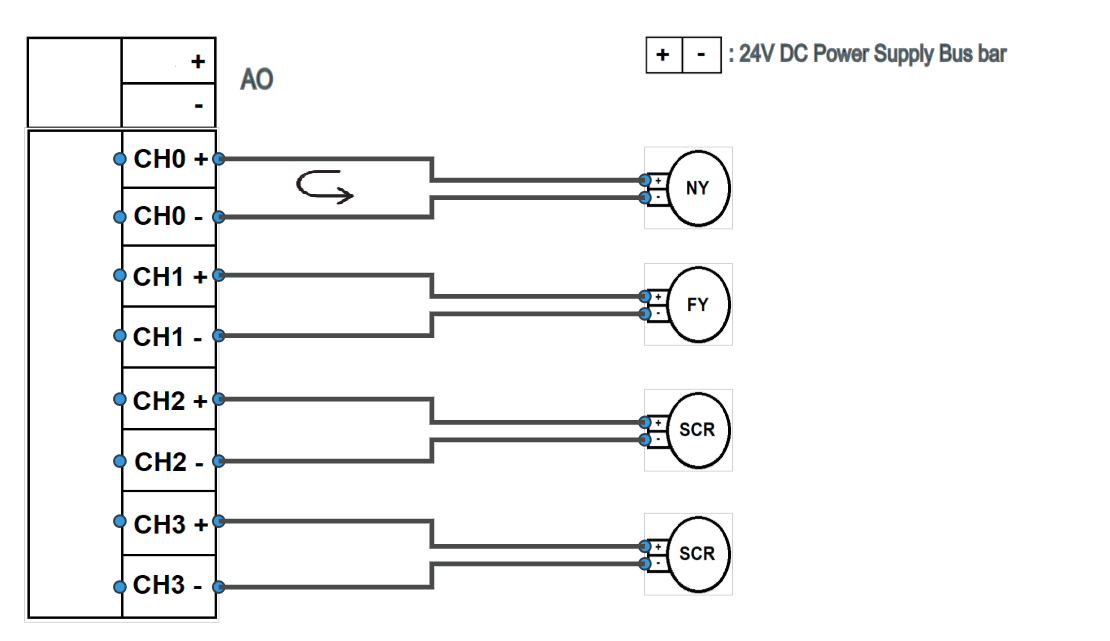 +
-
AO
+ - : 24V DC Power Supply Bus bar
CH0 +
CH0 -
+
-
NY
CH1 +
CH1 -
+
-
FY
CH2 +
CH2 -
+
-
SCR
CH3 +
CH3 -
+
-
SCR